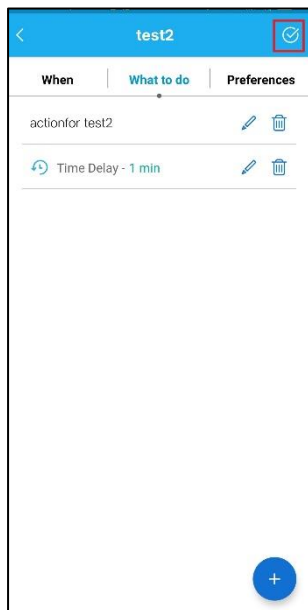 test2
When What to do Preferences
actionfor test2
Time Delay - 1 min